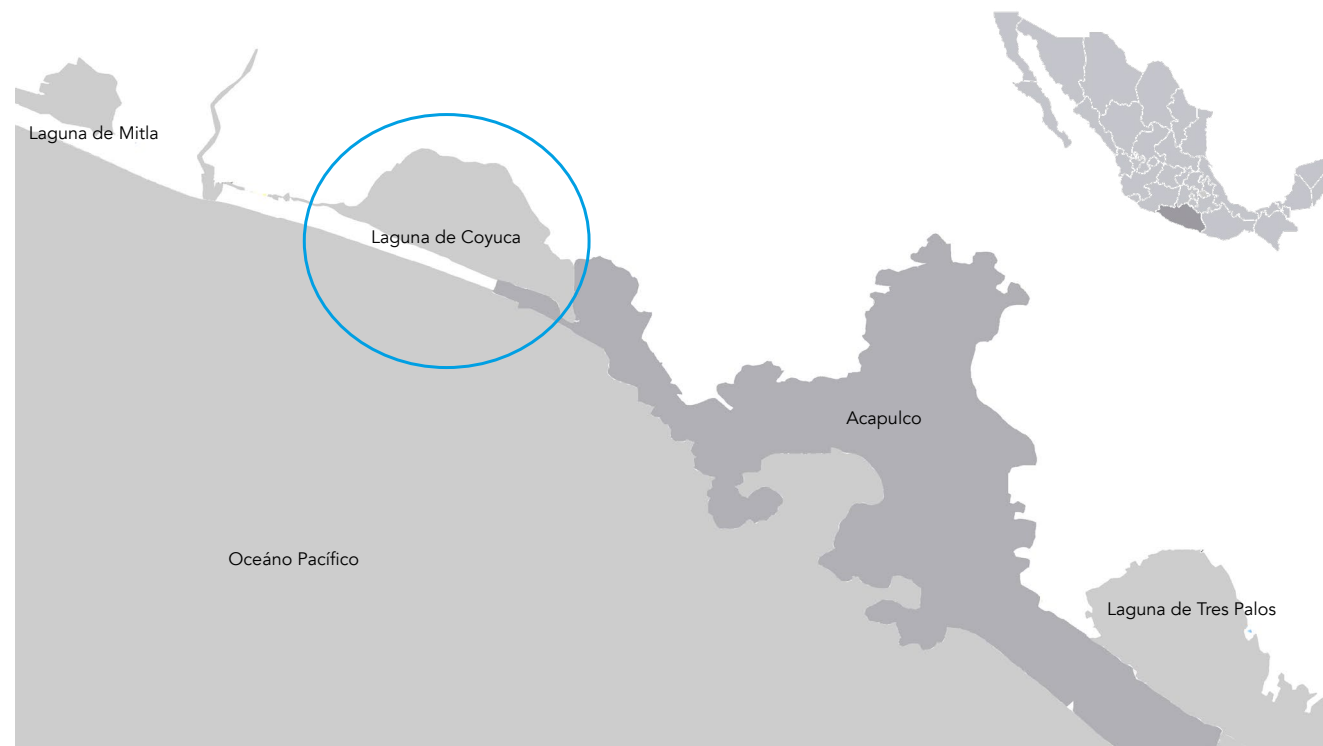 Laguna de Mitla
Laguna de Coyuca
Acapulco
Oceáno Pacífico
Laguna de Tres Palos